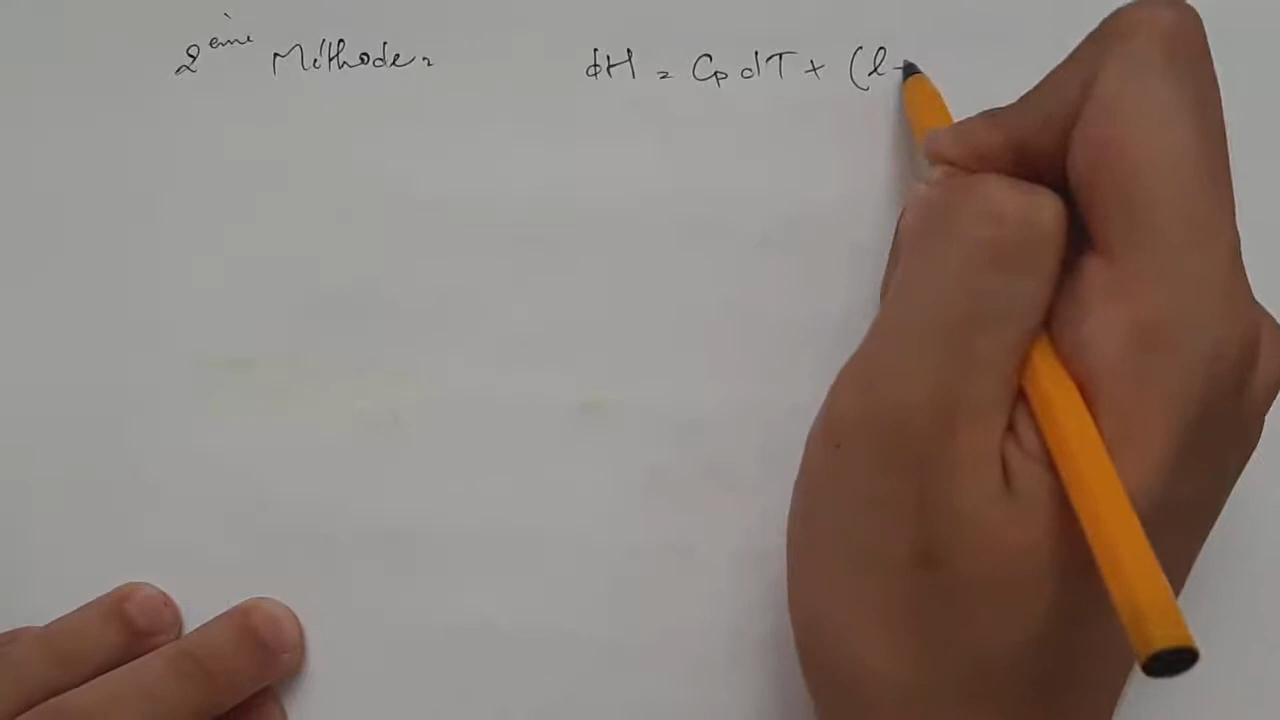 2ème Méthode = dH = Cp dT + (l -